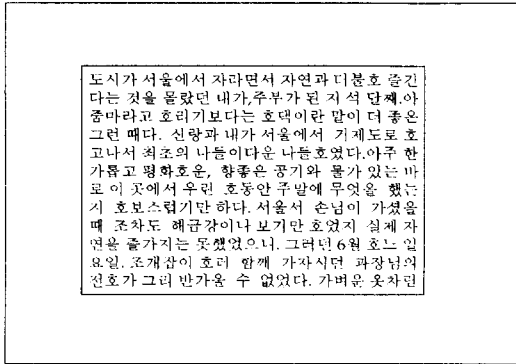 도시가 서울에서 자라면서 자연과 더불호 즐긴
다는 것을 몰랐던 내가,주부가 된 지 석 단째.아
줌마라고 호리기보다는 호댁이란 말이 더 좋은
그런 때다. 신랑과 내가 서울에서 거제도로 호
고나서 최초의 나들이다운 나들호였다.아주 한
가롭고 평화호운, 향좋은 공기와 물가 있는 바
로 이 곳에서 우린 호동안 주말에 무엇을 했는
지 호보스럽기만 하다. 서울서 손님이 가셨을
때 조차도 해금강이나 보기만 호였지 실제 자
연을 즐가지는 못했었으니. 그러던 6월 호느 일
요일. 조개잡이 호러 함께 가자시던 과장님의
전호가 그리 반가울 수 없었다. 가벼운 옷차림